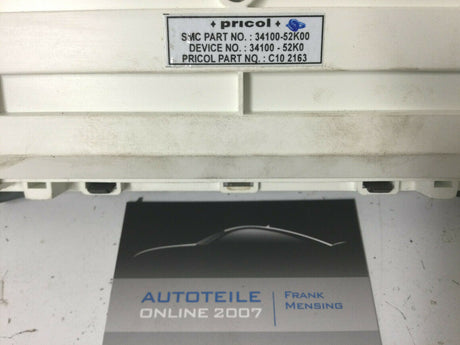 pricol
SMC PART NO. : 34100-52K00
DEVICE NO. : 34100 - 52K0
PRICOL PART NO. : C10 2163
AUTOTEILE
ONLINE 2007
FRANK
MENSING